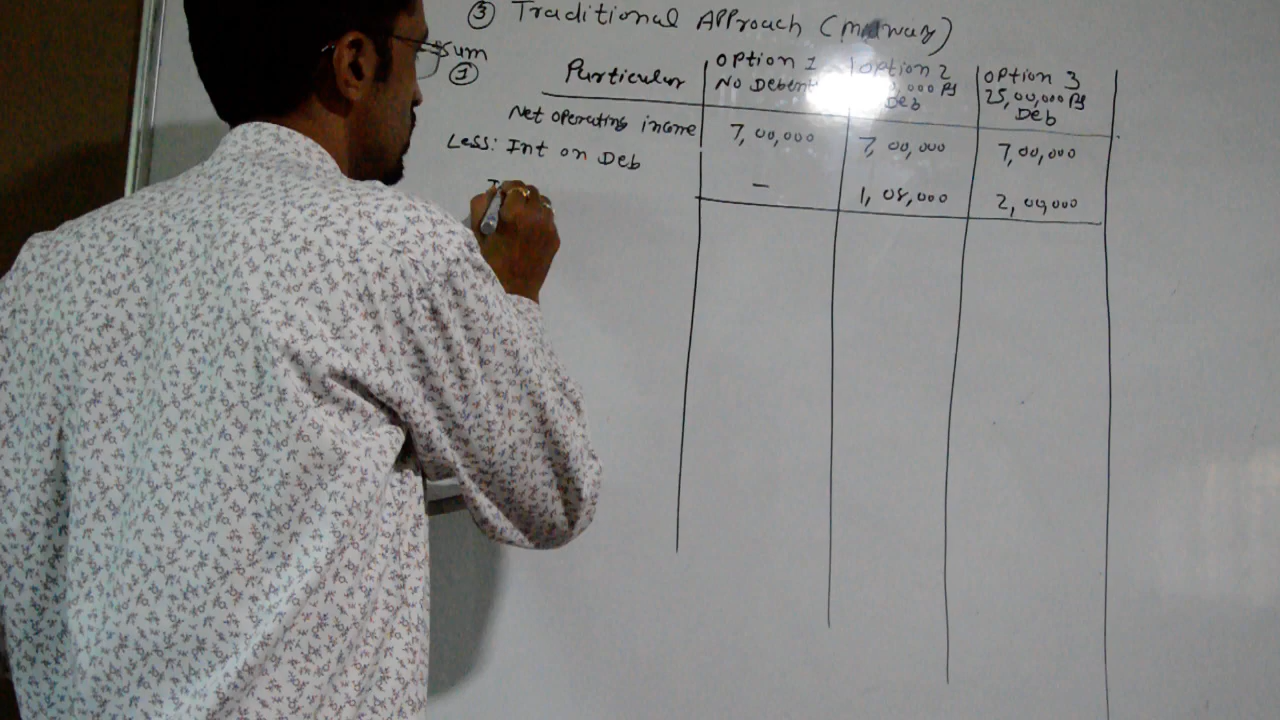 ③ Traditional Approach (midway)
Sum
①
Particular
Option 1
No Debent
Option 2
,000 Rs
Deb
Option 3
25,00,000 Rs
Deb
Net operating income 7,00,000 7,00,000 7,00,000
Less: Int on Deb
— 1,08,000 2,00,000